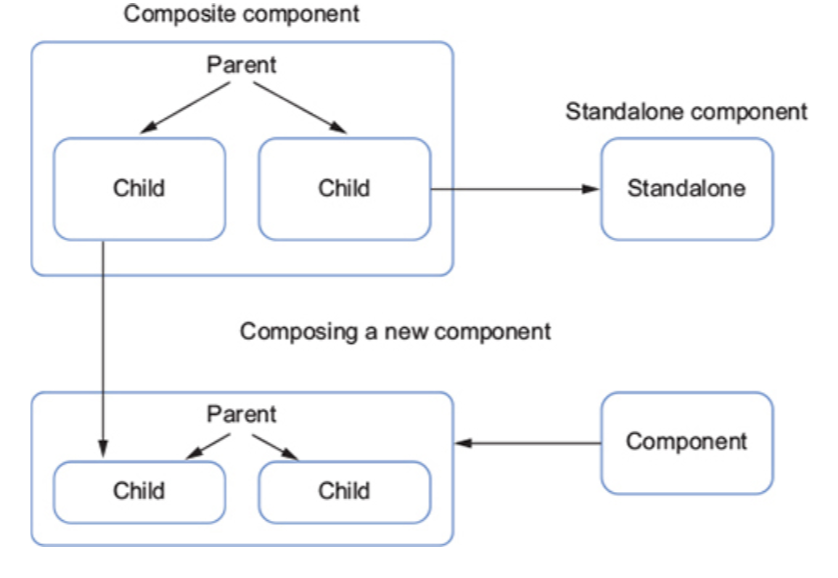 Composite component
Parent
Standalone component
Child
Child
Standalone
Composing a new component
Parent
Component
Child
Child